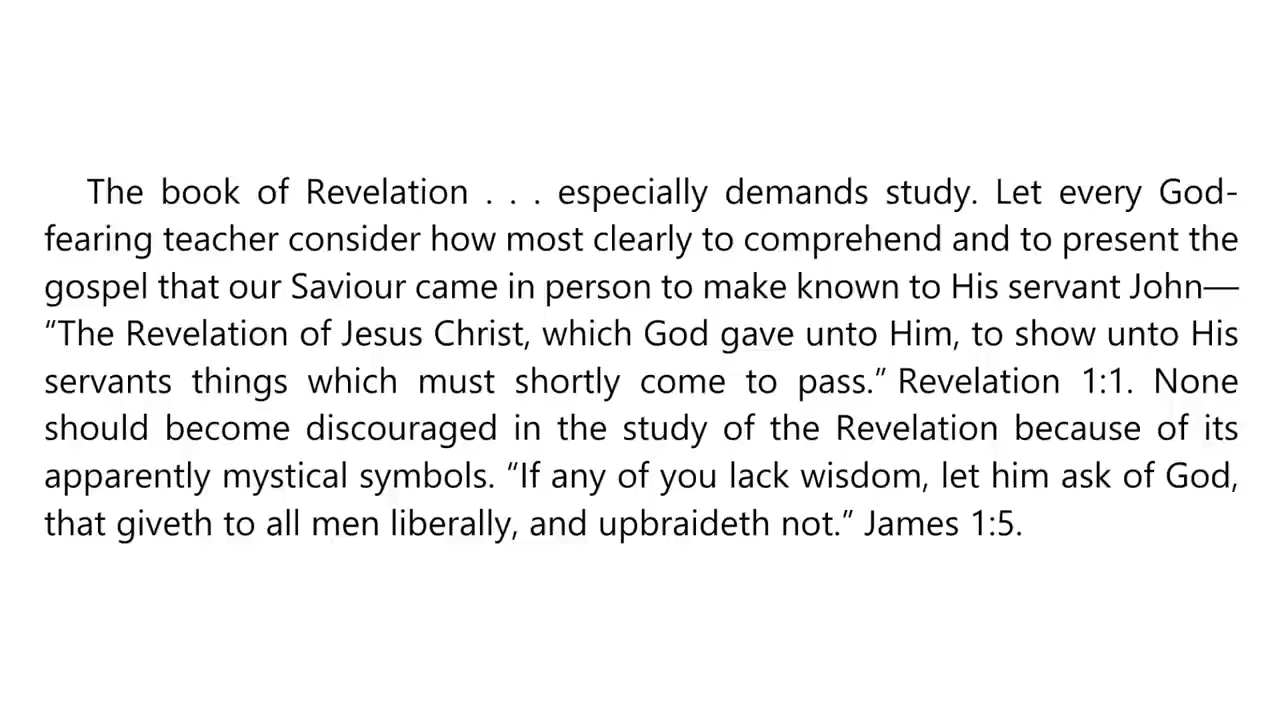 The book of Revelation . . . especially demands study. Let every God-
fearing teacher consider how most clearly to comprehend and to present the
gospel that our Saviour came in person to make known to His servant John—
“The Revelation of Jesus Christ, which God gave unto Him, to show unto His
servants things which must shortly come to pass.” Revelation 1:1. None
should become discouraged in the study of the Revelation because of its
apparently mystical symbols. “If any of you lack wisdom, let him ask of God,
that giveth to all men liberally, and upbraideth not.” James 1:5.